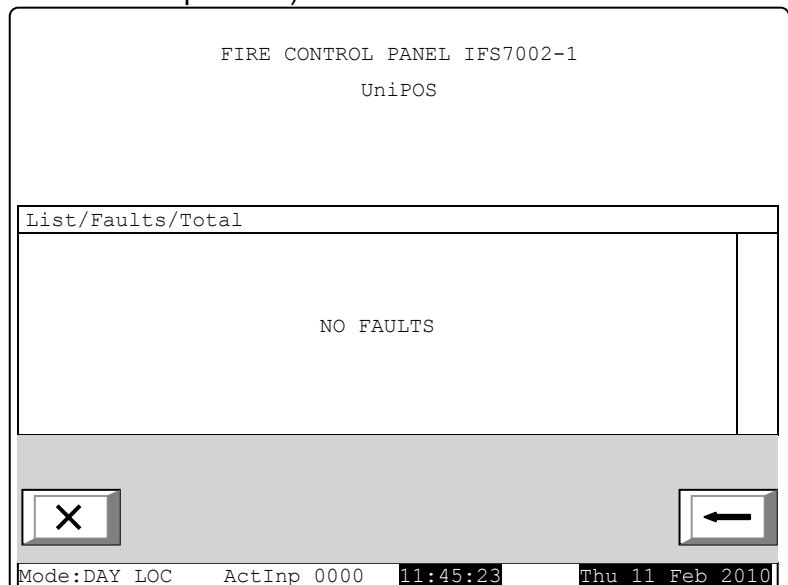 FIRE CONTROL PANEL IFS7002-1
UniPOS
List/Faults/Total
NO FAULTS
Mode:DAY LOC ActInp 0000 11:45:23 Thu 11 Feb 2010